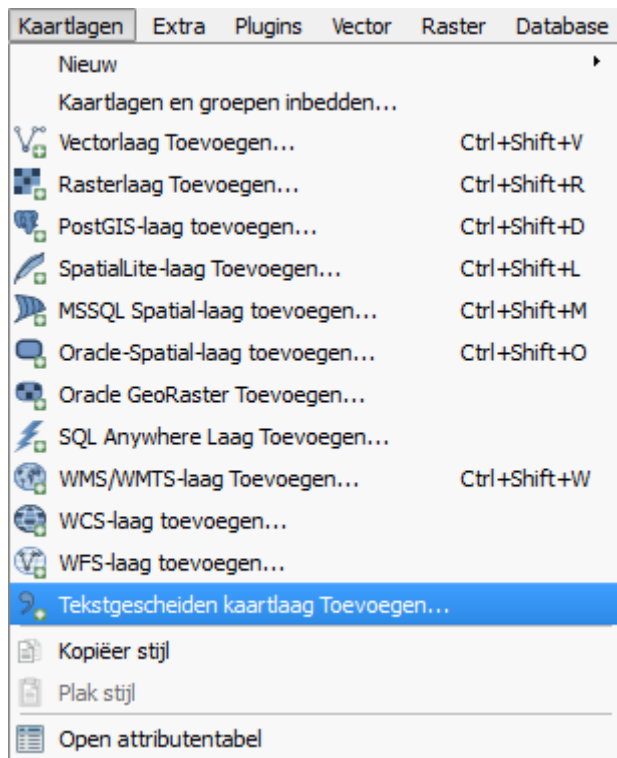 Kaartlagen Extra Plugins Vector Raster Database
Nieuw
Kaartlagen en groepen inbedden...
Vectorlaag Toevoegen... Ctrl+Shift+V
Rasterlaag Toevoegen... Ctrl+Shift+R
PostGIS-laag toevoegen... Ctrl+Shift+D
SpatialLite-laag Toevoegen... Ctrl+Shift+L
MSSQL Spatial-laag toevoegen... Ctrl+Shift+M
Oracle-Spatial-laag toevoegen... Ctrl+Shift+O
Oracle GeoRaster Toevoegen...
SQL Anywhere Laag Toevoegen...
WMS/WMTS-laag Toevoegen... Ctrl+Shift+W
WCS-laag toevoegen...
WFS-laag toevoegen...
Tekstgescheiden kaartlaag Toevoegen...
Kopiëer stijl
Plak stijl
Open attributentabel